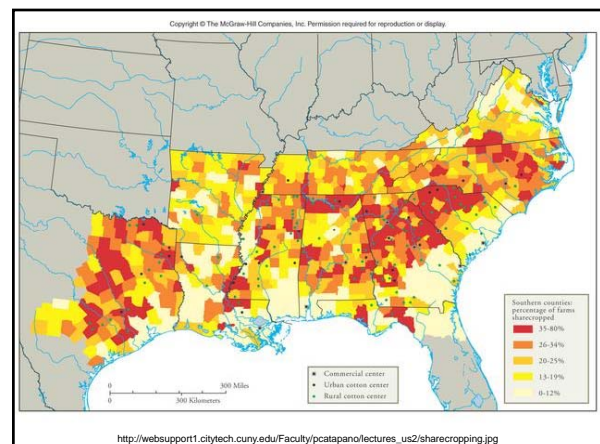 Copyright © The McGraw-Hill Companies, Inc. Permission required for reproduction or display.
Southern counties:
percentage of farms
sharecropped
35-80%
26-34%
20-25%
13-19%
0-12%
Commercial center
Urban cotton center
Rural cotton center
0 300 Miles
0 300 Kilometers
http://websupport1.citytech.cuny.edu/Faculty/pcatapano/lectures_us2/sharecropping.jpg